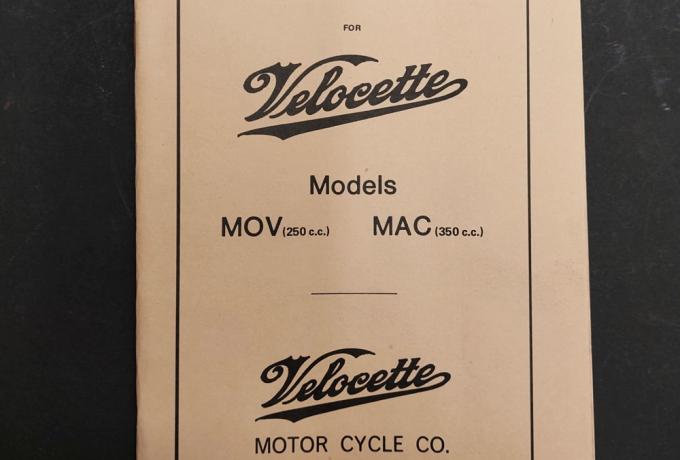 FOR
Velocette
Models
MOV (250 c.c.) MAC (350 c.c.)
Velocette
MOTOR CYCLE CO.